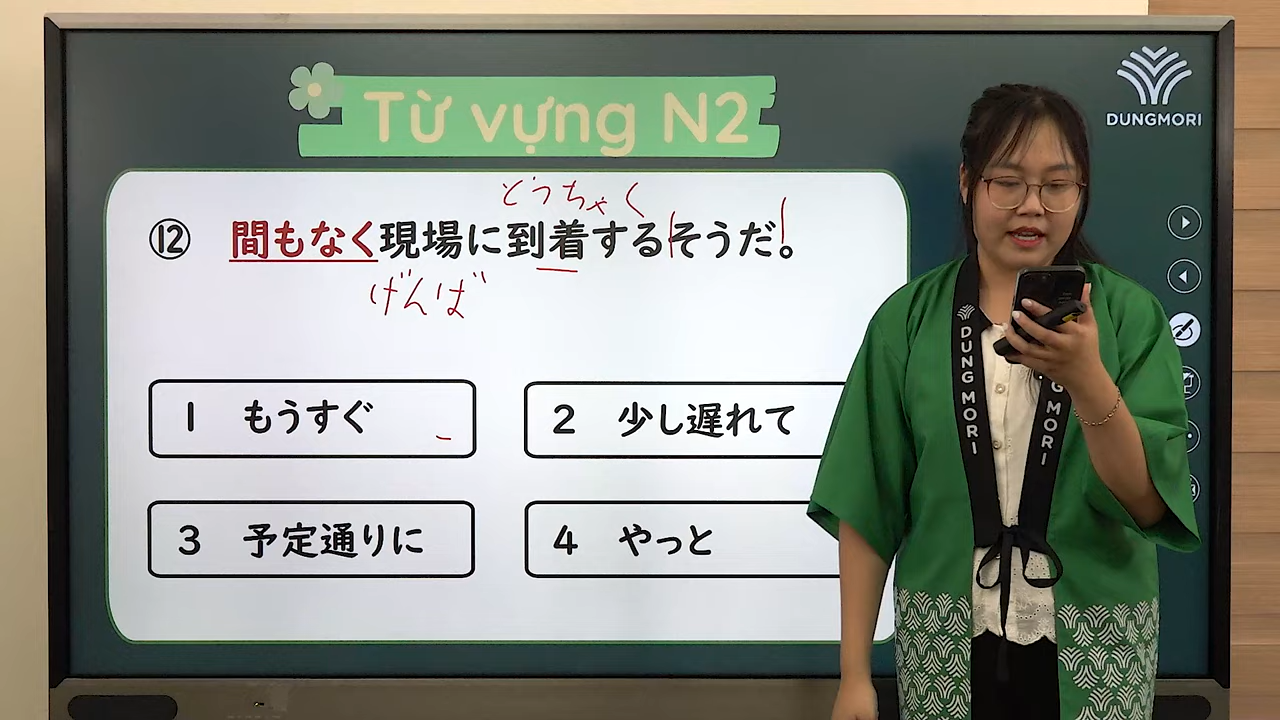 Từ vựng N2
DUNGMORI
どうちゃく
⑫ 間もなく現場に到着するそうだ。
げんば
1 もうすぐ
2 少し遅れて
3 予定通りに
4 やっと
DUNG MORI
G MORI